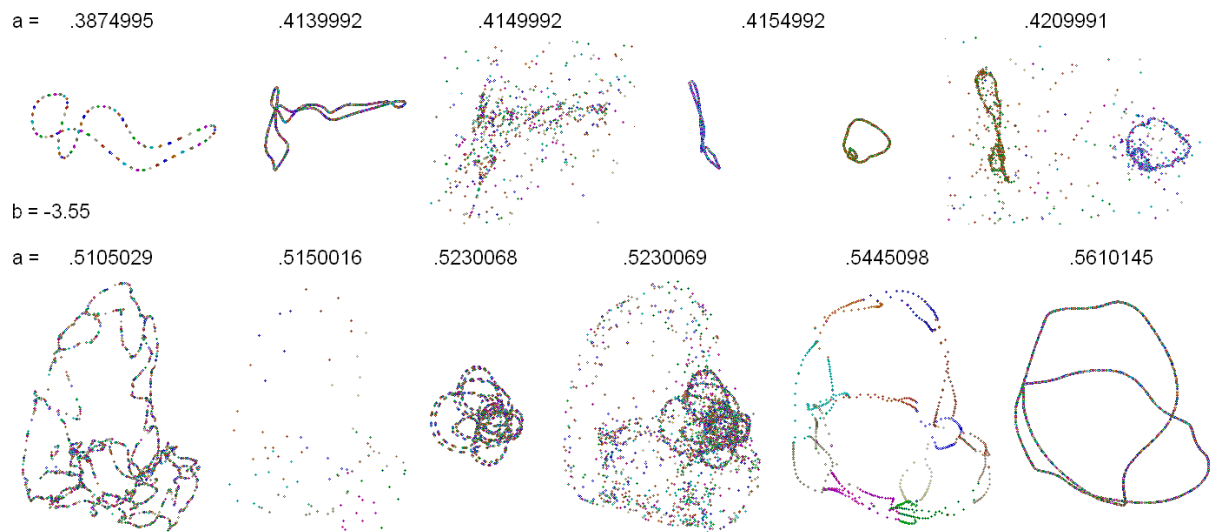 a = .3874995 .4139992 .4149992 .4154992 .4209991
b = -3.55
a = .5105029 .5150016 .5230068 .5230069 .5445098 .5610145